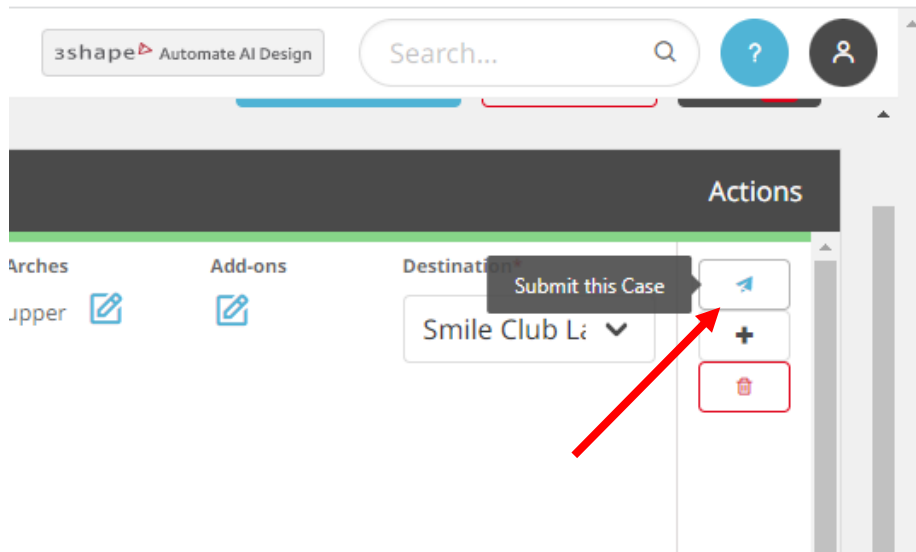 3shape Automate AI Design
Search...
?
Actions
Arches
Add-ons
Destination*
Submit this Case
upper
Smile Club La